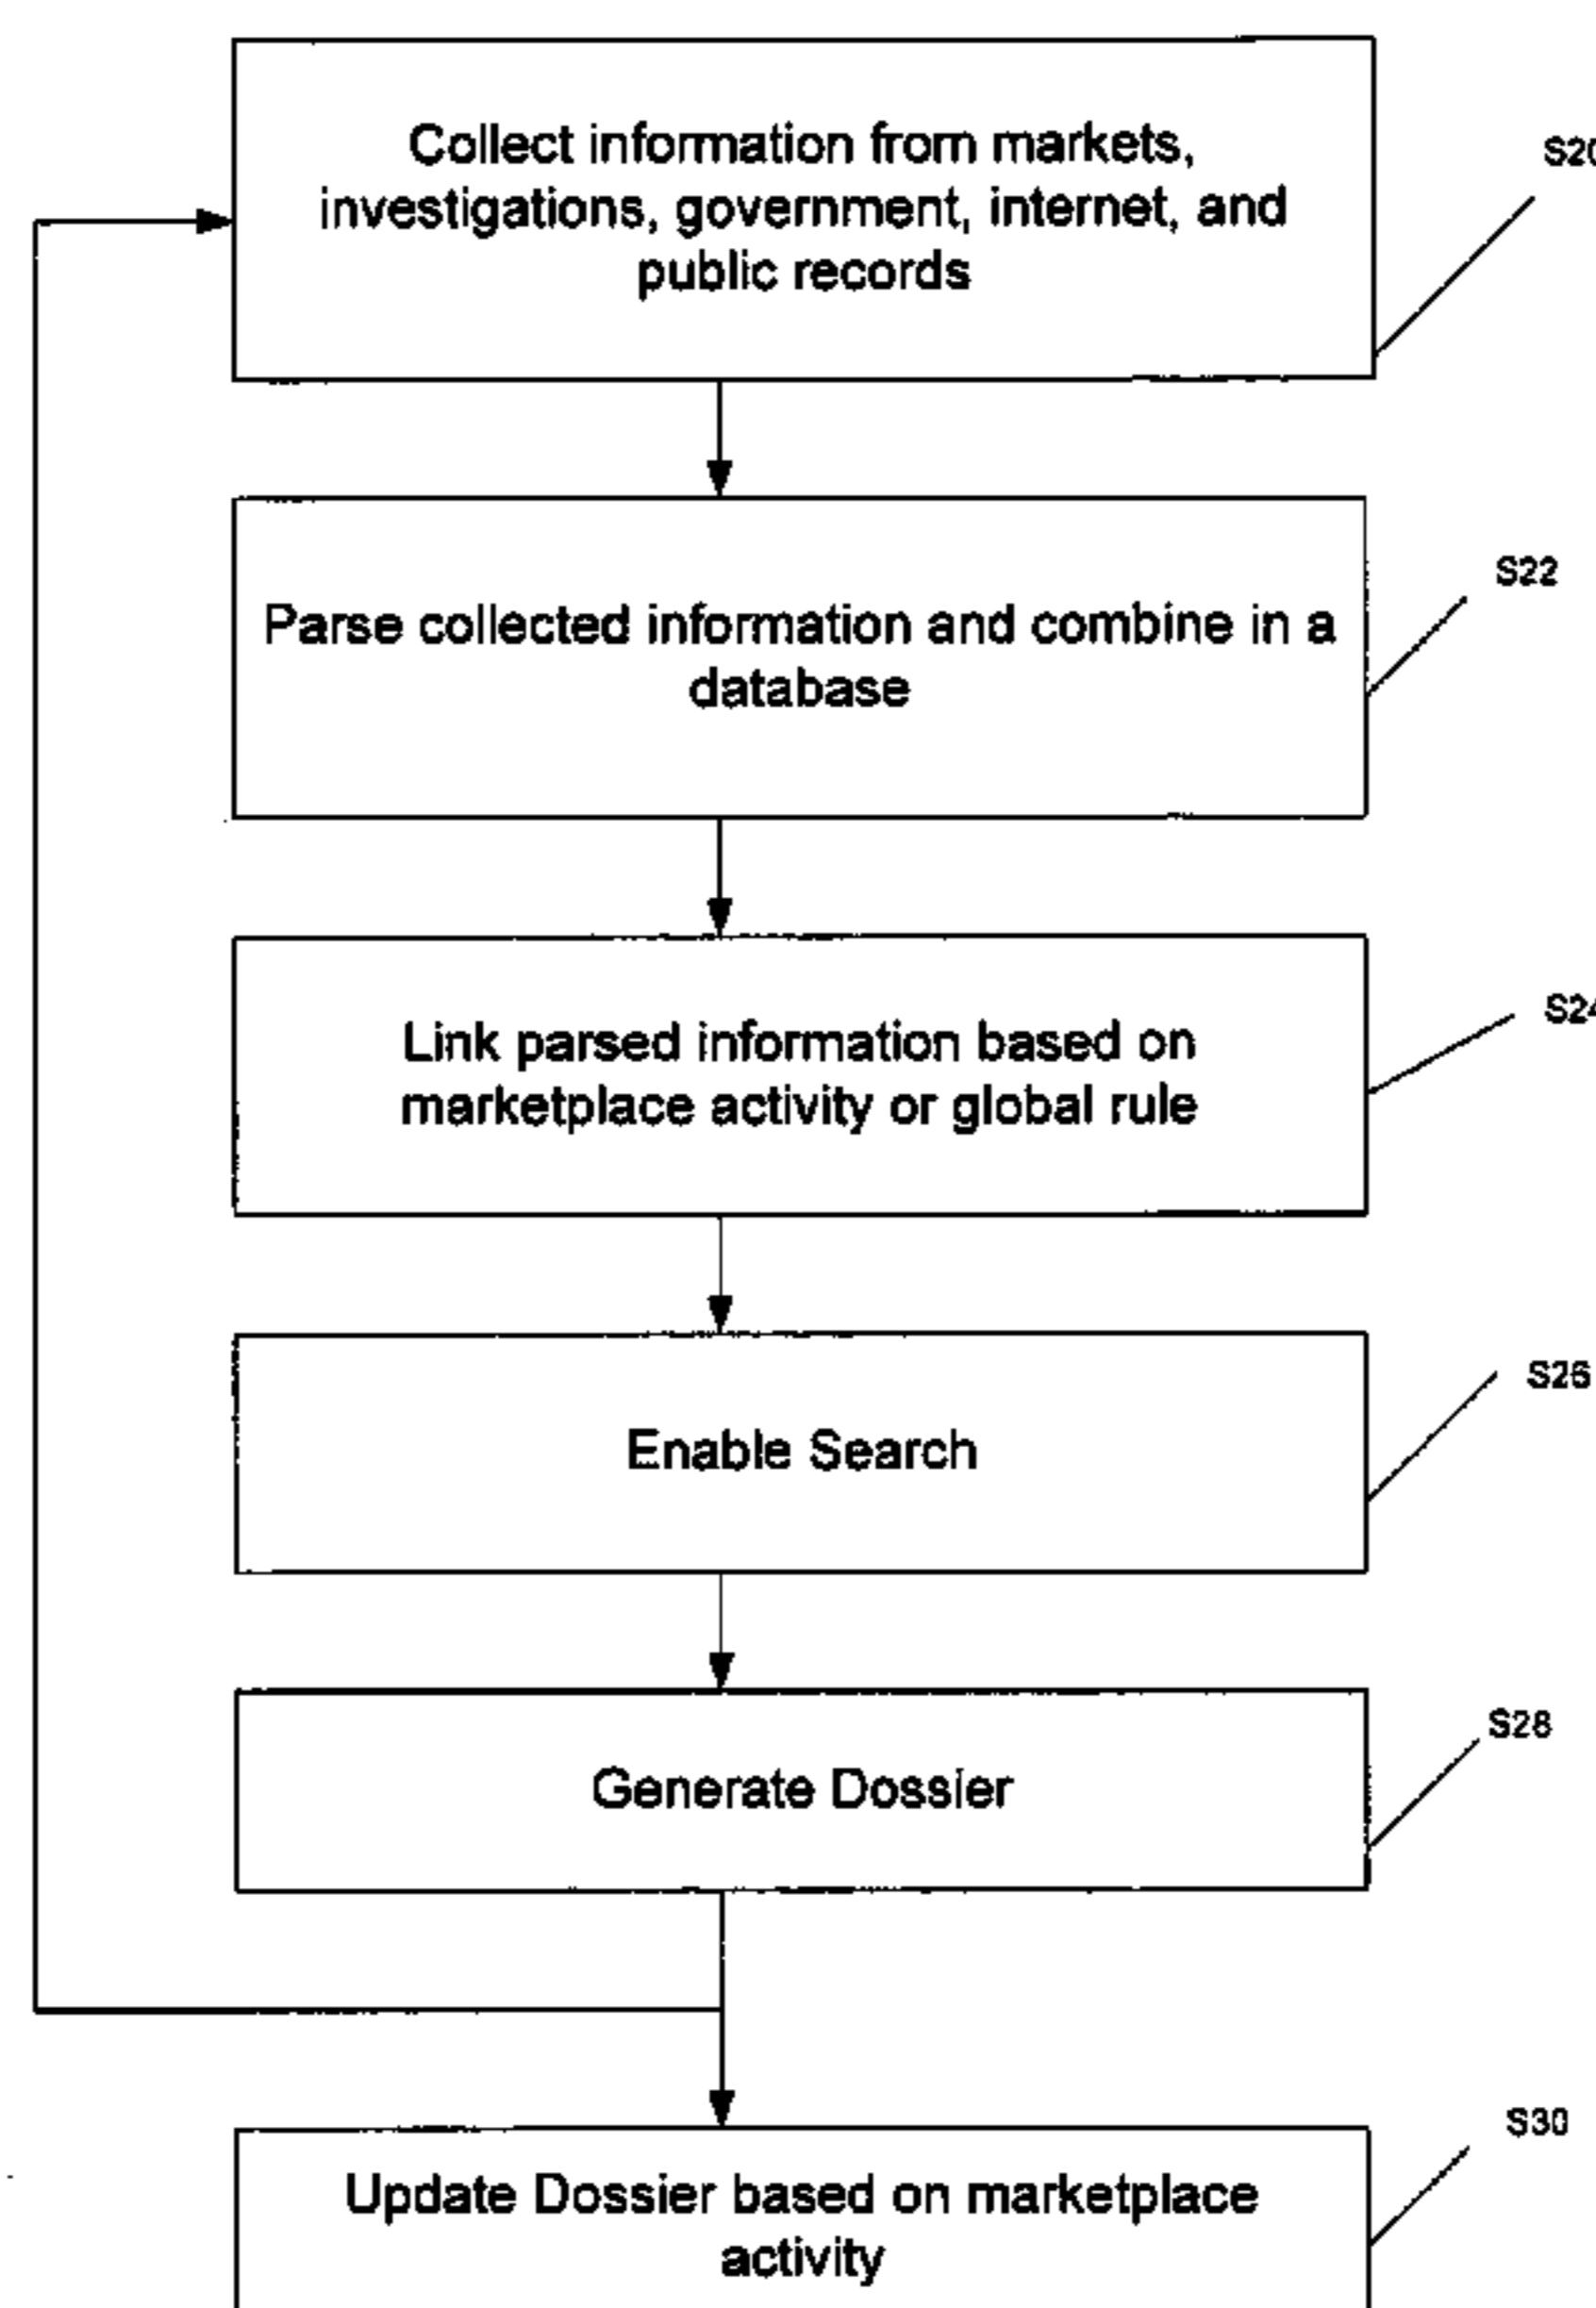 Collect information from markets,
investigations, government, internet, and
public records
S20
Parse collected information and combine in a
database
S22
Link parsed information based on
marketplace activity or global rule
S24
Enable Search
S26
Generate Dossier
S28
Update Dossier based on marketplace
activity
S30